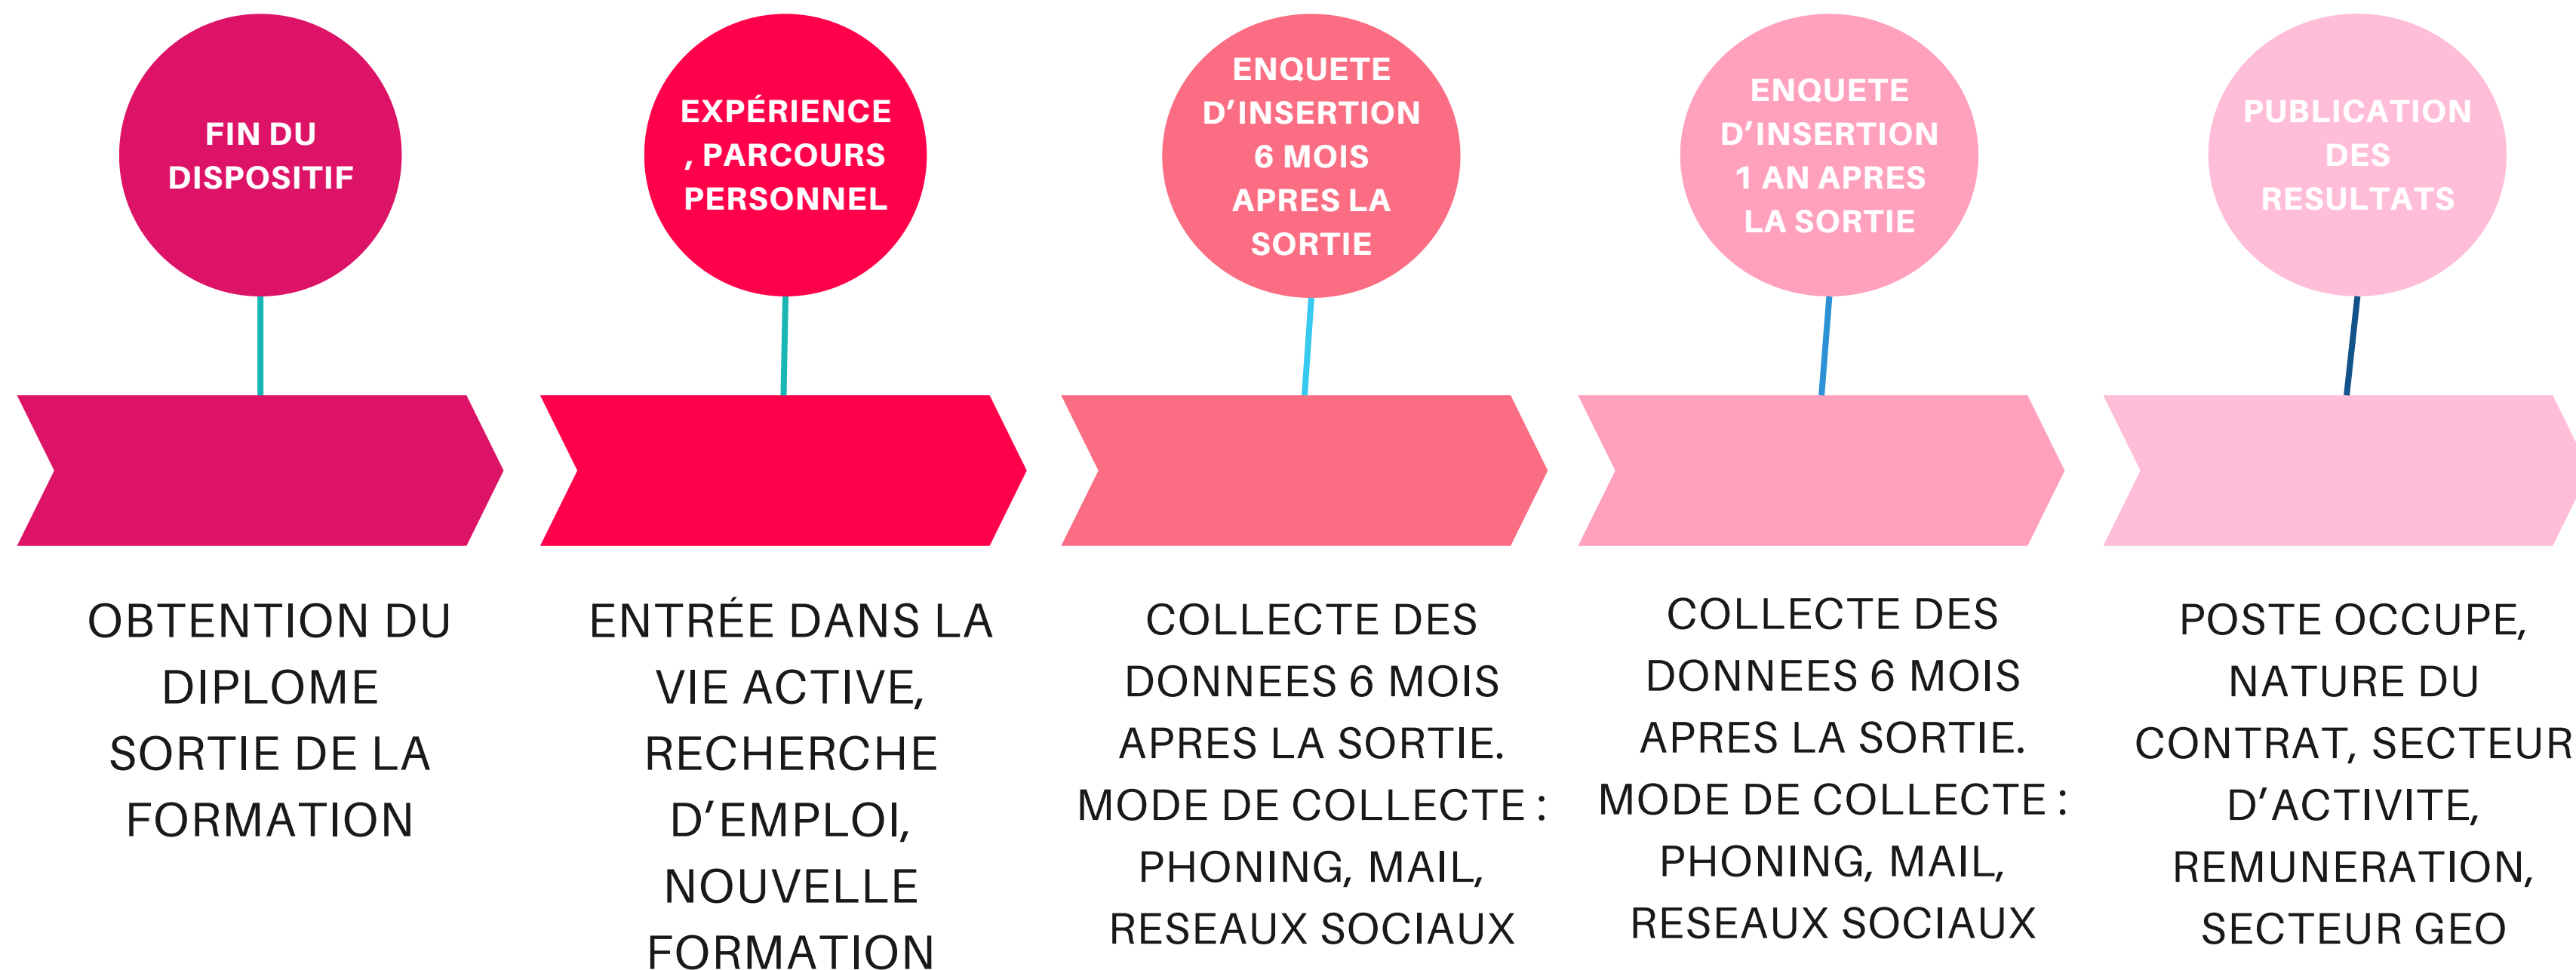 FIN DU
DISPOSITIF
EXPÉRIENCE
, PARCOURS
PERSONNEL
ENQUETE
D'INSERTION
6 MOIS
APRES LA
SORTIE
ENQUETE
D'INSERTION
1 AN APRES
LA SORTIE
PUBLICATION
DES
RESULTATS
OBTENTION DU
DIPLOME
SORTIE DE LA
FORMATION
ENTRÉE DANS LA
VIE ACTIVE,
RECHERCHE
D'EMPLOI,
NOUVELLE
FORMATION
COLLECTE DES
DONNEES 6 MOIS
APRES LA SORTIE.
MODE DE COLLECTE :
PHONING, MAIL,
RESEAUX SOCIAUX
COLLECTE DES
DONNEES 6 MOIS
APRES LA SORTIE.
MODE DE COLLECTE :
PHONING, MAIL,
RESEAUX SOCIAUX
POSTE OCCUPE,
NATURE DU
CONTRAT, SECTEUR
D'ACTIVITE,
REMUNERATION,
SECTEUR GEO